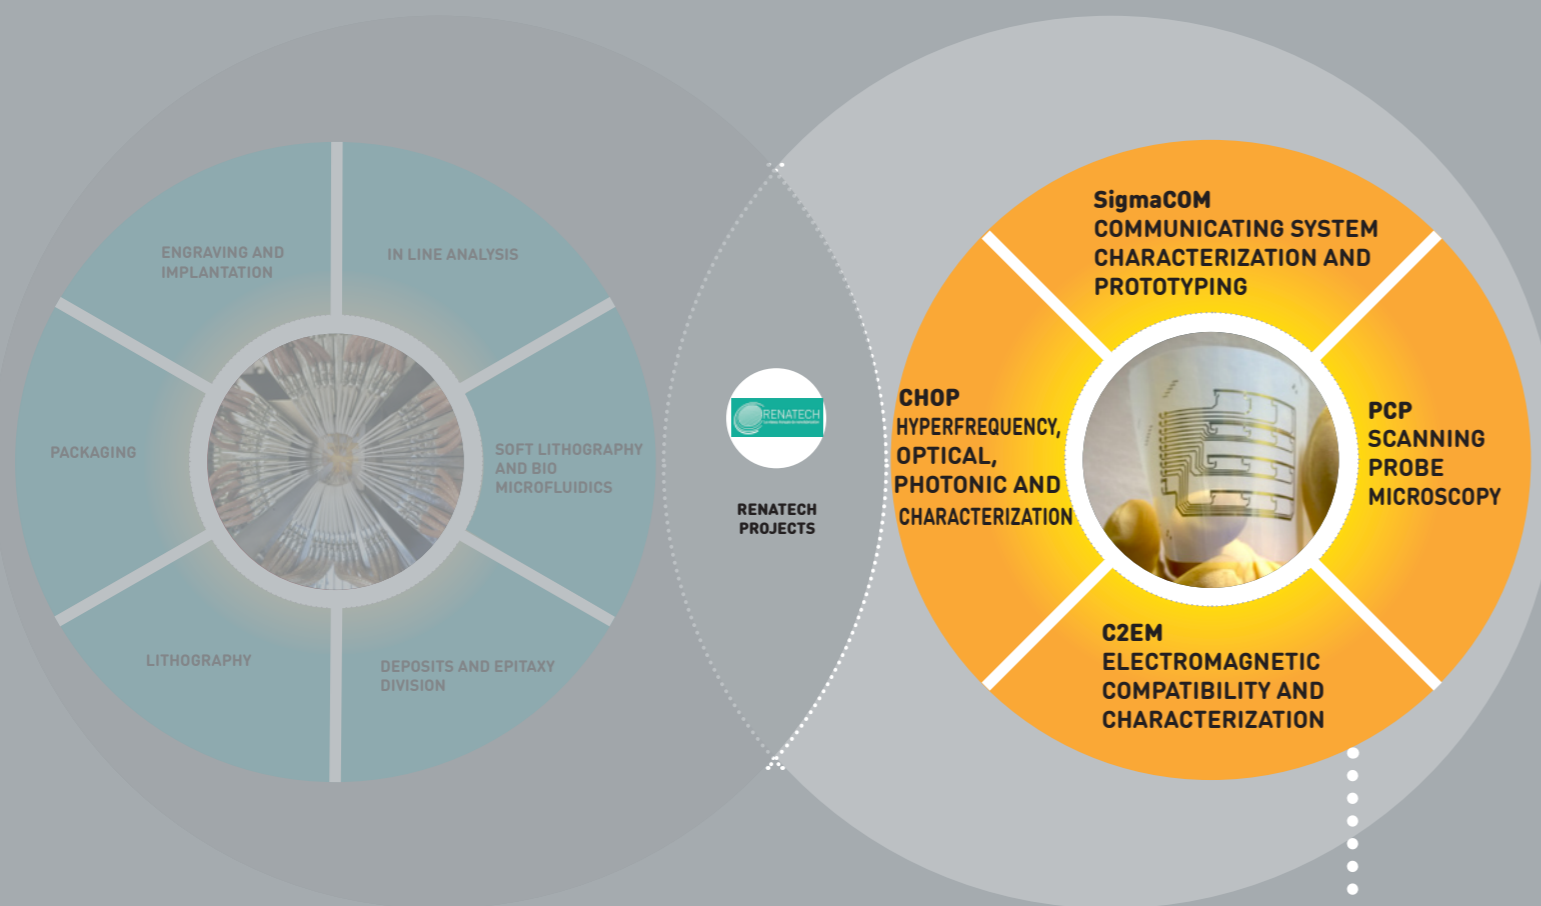 ENGRAVING AND
IMPLANTATION
IN LINE ANALYSIS
PACKAGING
SOFT LITHOGRAPHY
AND BIO
MICROFLUIDICS
LITHOGRAPHY
DEPOSITS AND EPITAXY
DIVISION
RENATECH
RENATECH
PROJECTS
SigmaCOM
COMMUNICATING SYSTEM
CHARACTERIZATION AND
PROTOTYPING
CHOP
HYPERFREQUENCY,
OPTICAL,
PHOTONIC AND
CHARACTERIZATION
PCP
SCANNING
PROBE
MICROSCOPY
C2EM
ELECTROMAGNETIC
COMPATIBILITY AND
CHARACTERIZATION